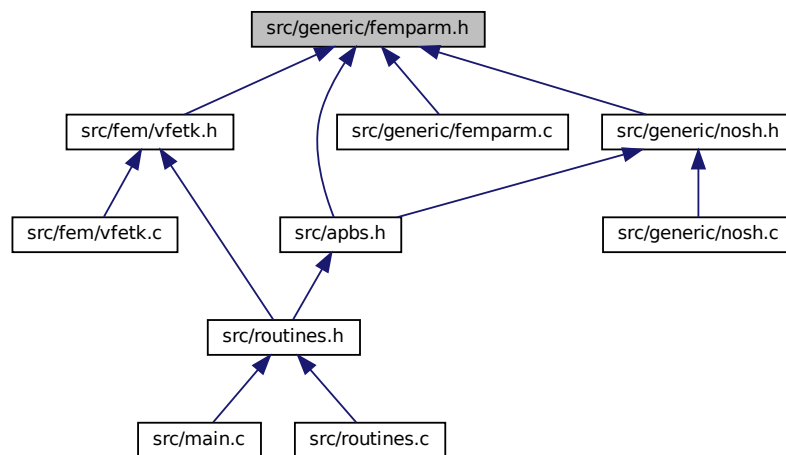 src/generic/femparm.h
src/fem/vfetk.h
src/generic/femparm.c
src/generic/nosh.h
src/fem/vfetk.c
src/apbs.h
src/generic/nosh.c
src/routines.h
src/main.c
src/routines.c